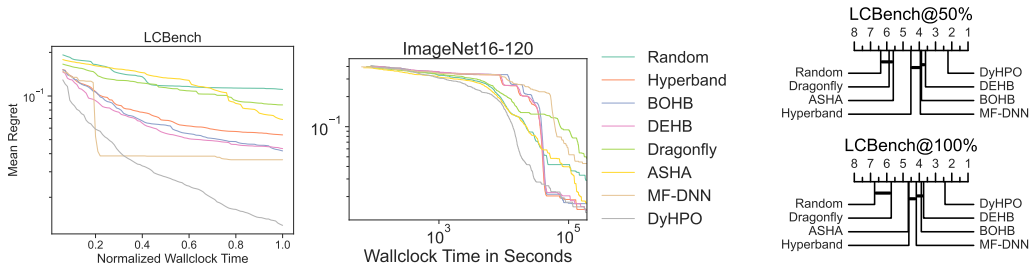 LCBench
Mean Regret
10⁻¹
0.2 0.4 0.6 0.8 1.0
Normalized Wallclock Time
ImageNet16-120
10⁻¹
10³ 10⁵
Wallclock Time in Seconds
Random
Hyperband
BOHB
DEHB
Dragonfly
ASHA
MF-DNN
DyHPO
LCBench@50%
8 7 6 5 4 3 2 1
Random DyHPO
Dragonfly DEHB
ASHA BOHB
Hyperband MF-DNN
LCBench@100%
8 7 6 5 4 3 2 1
Random DyHPO
Dragonfly DEHB
ASHA BOHB
Hyperband MF-DNN